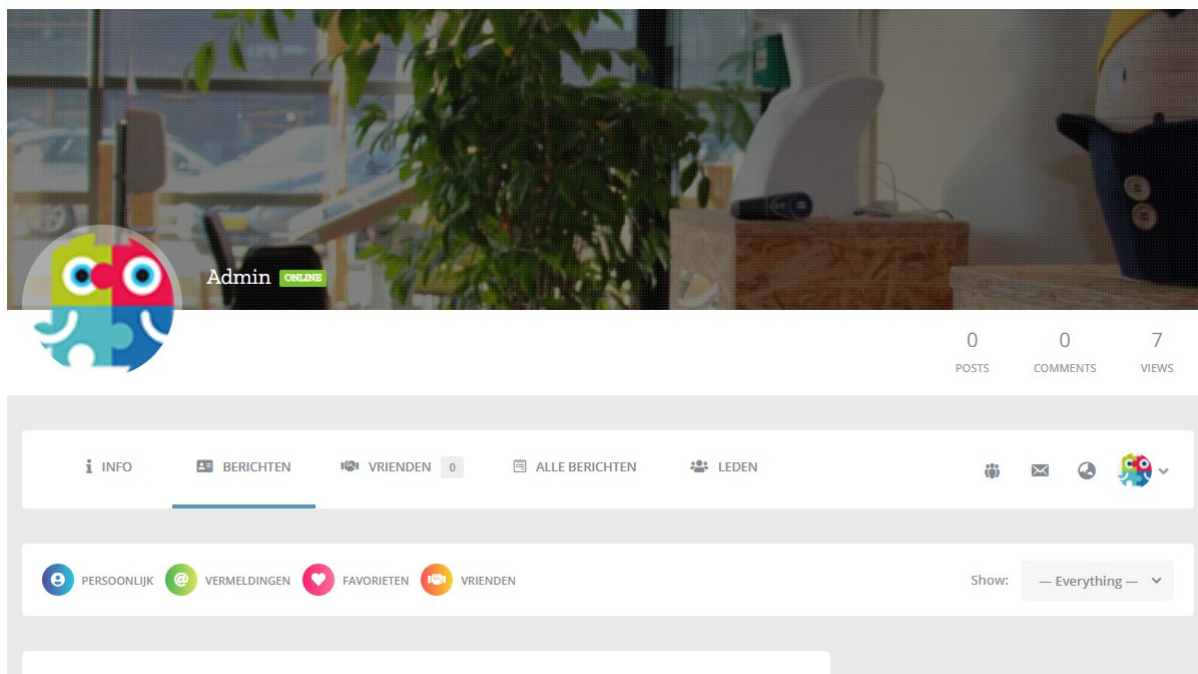 Admin ONLINE
0 0 7
POSTS COMMENTS VIEWS
INFO BERICHTEN VRIENDEN 0 ALLE BERICHTEN LEDEN
PERSOONLIJK @ VERMELDINGEN FAVORIETEN VRIENDEN Show: — Everything —